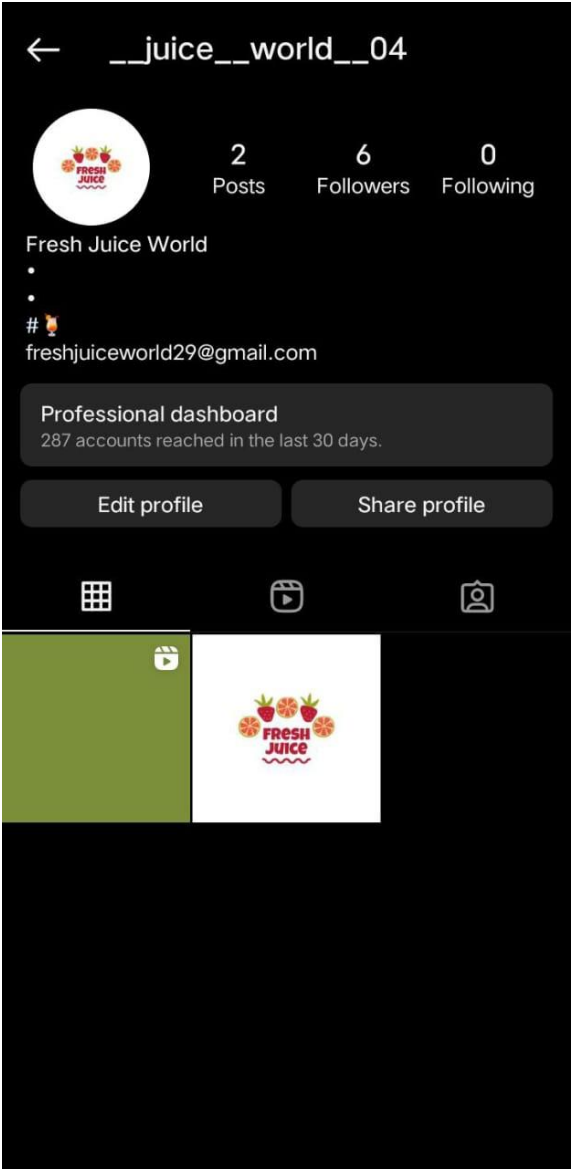 __juice__world__04
FRESH
JUICE
2
Posts
6
Followers
0
Following
Fresh Juice World
•
•
#🍹
freshjuiceworld29@gmail.com
Professional dashboard
287 accounts reached in the last 30 days.
Edit profile
Share profile
FRESH
JUICE